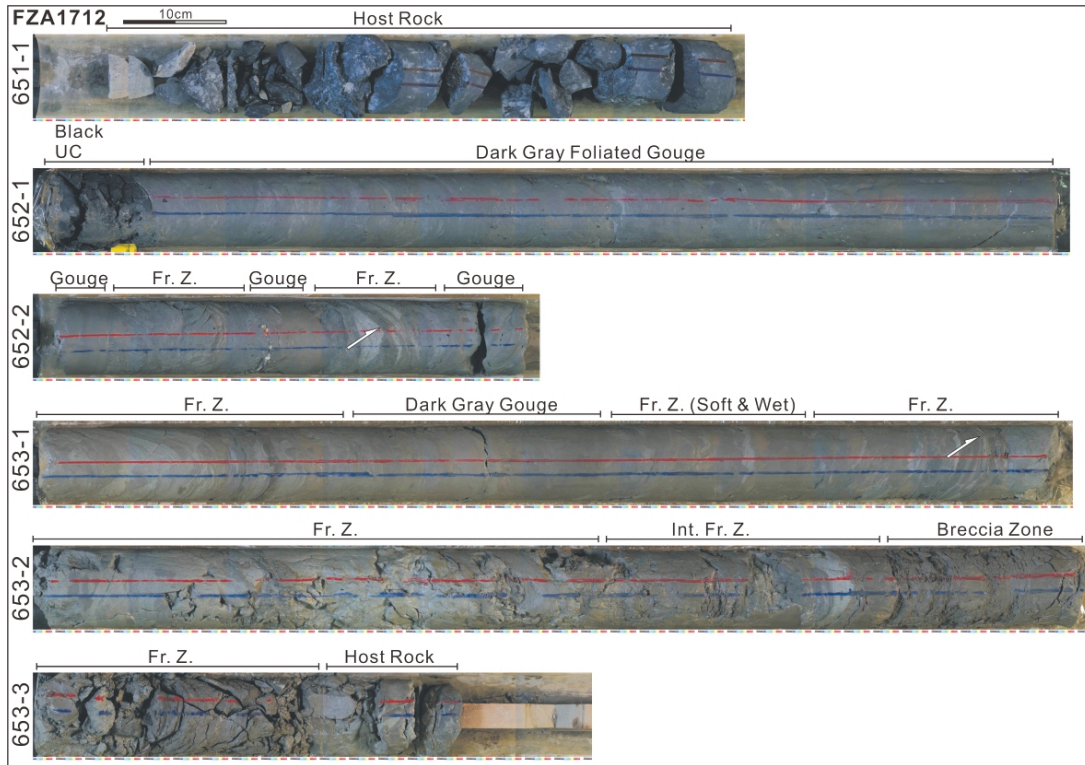 FZA1712
10cm
Host Rock
651-1
Black
UC
Dark Gray Foliated Gouge
652-1
Gouge
Fr. Z.
Gouge
Fr. Z.
Gouge
652-2
Fr. Z.
Dark Gray Gouge
Fr. Z. (Soft & Wet)
Fr. Z.
653-1
Fr. Z.
Int. Fr. Z.
Breccia Zone
653-2
Fr. Z.
Host Rock
653-3